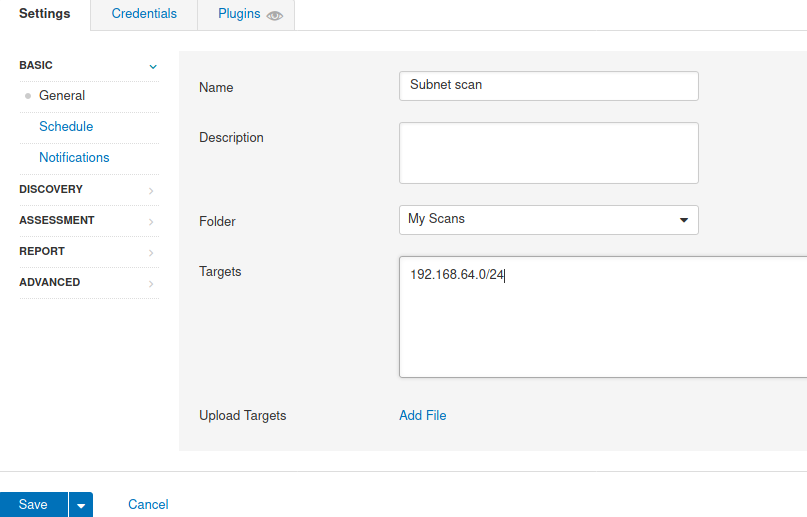 Settings Credentials Plugins
BASIC
General
Schedule
Notifications
DISCOVERY
ASSESSMENT
REPORT
ADVANCED
Name Subnet scan
Description
Folder My Scans
Targets 192.168.64.0/24
Upload Targets Add File
Save Cancel